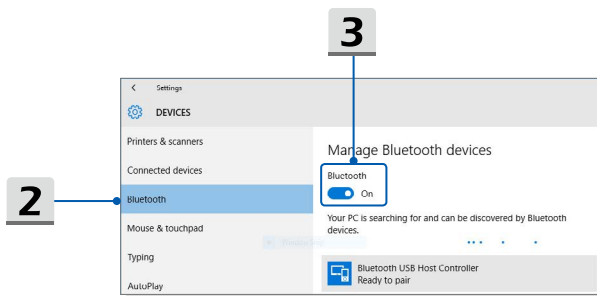 3
Settings
DEVICES
Printers & scanners
Connected devices
2
Bluetooth
Mouse & touchpad
Typing
AutoPlay
Manage Bluetooth devices
Bluetooth
On
Your PC is searching for and can be discovered by Bluetooth
devices.
Bluetooth USB Host Controller
Ready to pair